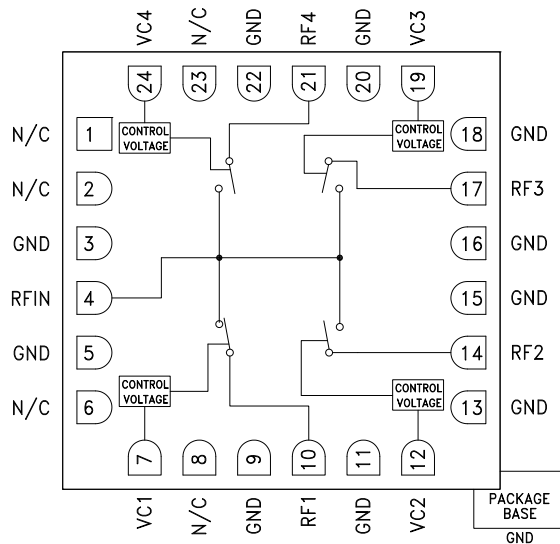 VC4
N/C
GND
RF4
GND
VC3
24
23
22
21
20
19
N/C
1
CONTROL
VOLTAGE
CONTROL
VOLTAGE
18
GND
N/C
2
17
RF3
GND
3
16
GND
RFIN
4
15
GND
GND
5
14
RF2
N/C
6
CONTROL
VOLTAGE
CONTROL
VOLTAGE
13
GND
7
8
9
10
11
12
VC1
N/C
GND
RF1
GND
VC2
PACKAGE
BASE
GND